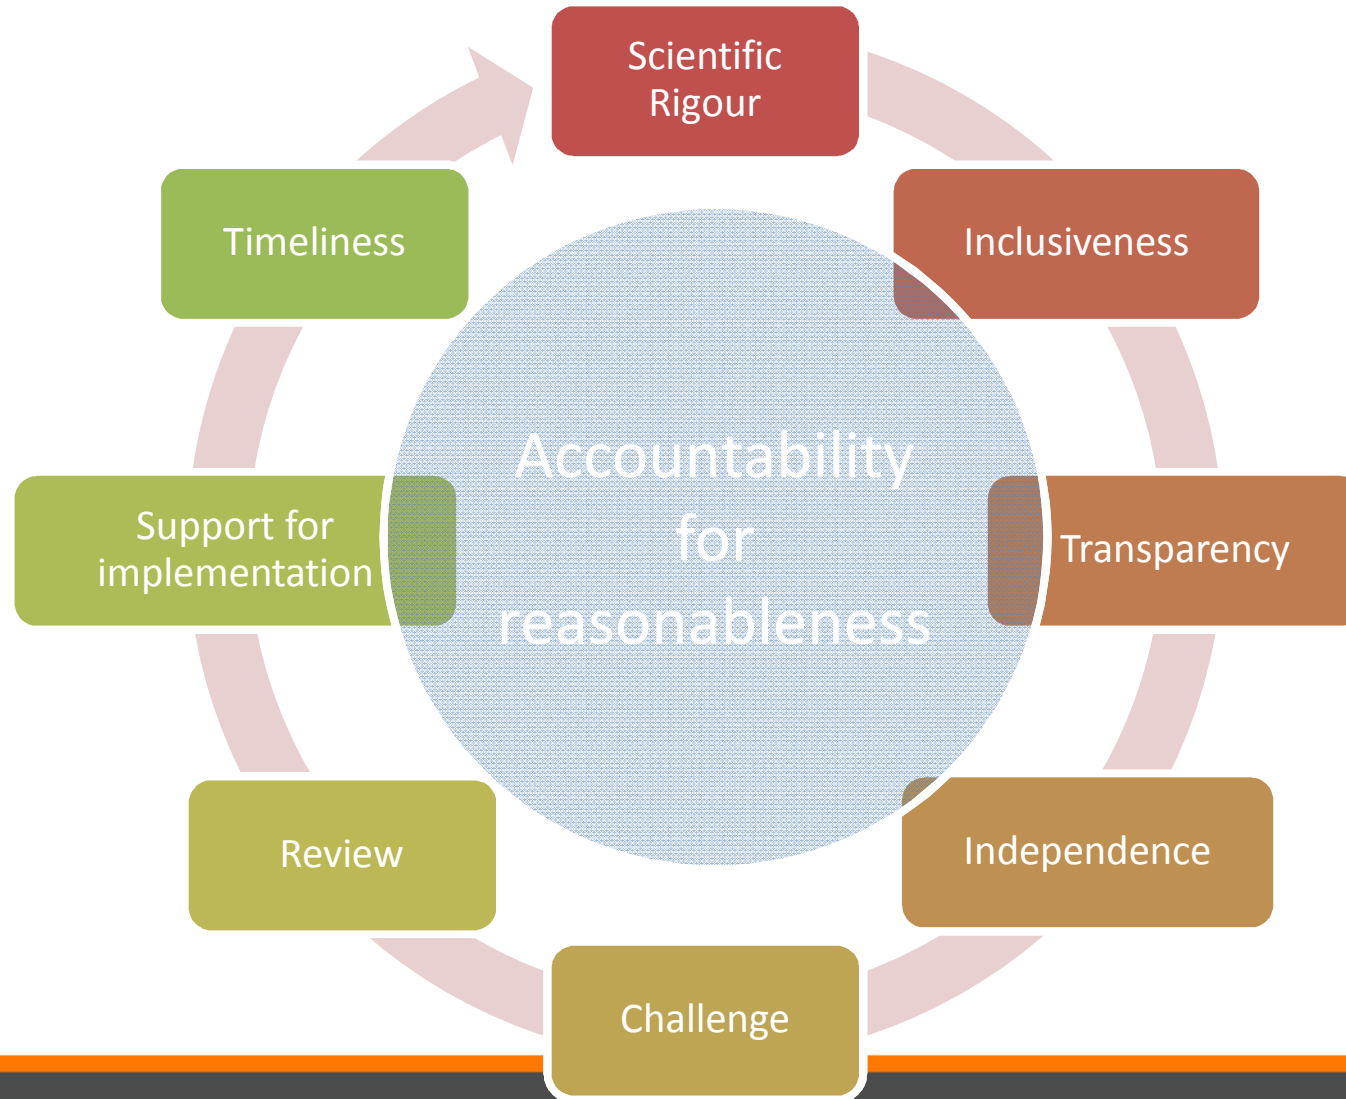 Scientific
Rigour
Inclusiveness
Transparency
Independence
Challenge
Review
Support for
implementation
Timeliness
Accountability
for
reasonableness